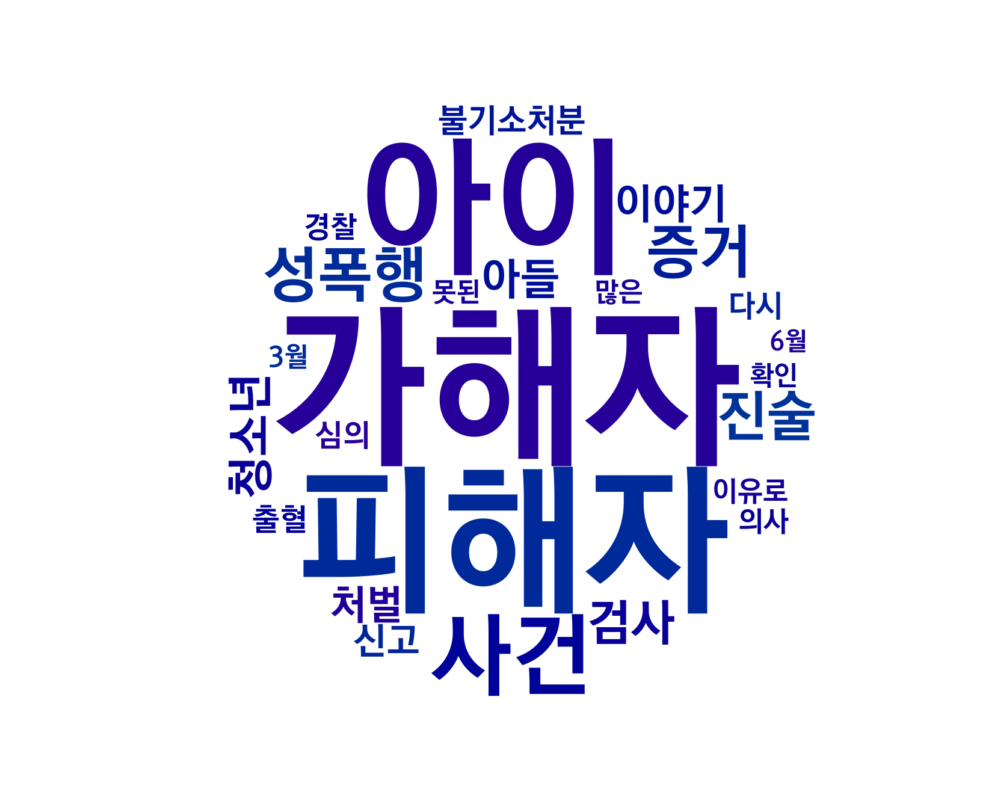 불기소처분
아이
이야기
경찰
증거
성폭행
아들
못된
많은
다시
가해자
6월
3월
확인
청소년
진술
심의
피해자
이유로
출혈
의사
처벌
검사
신고
사건